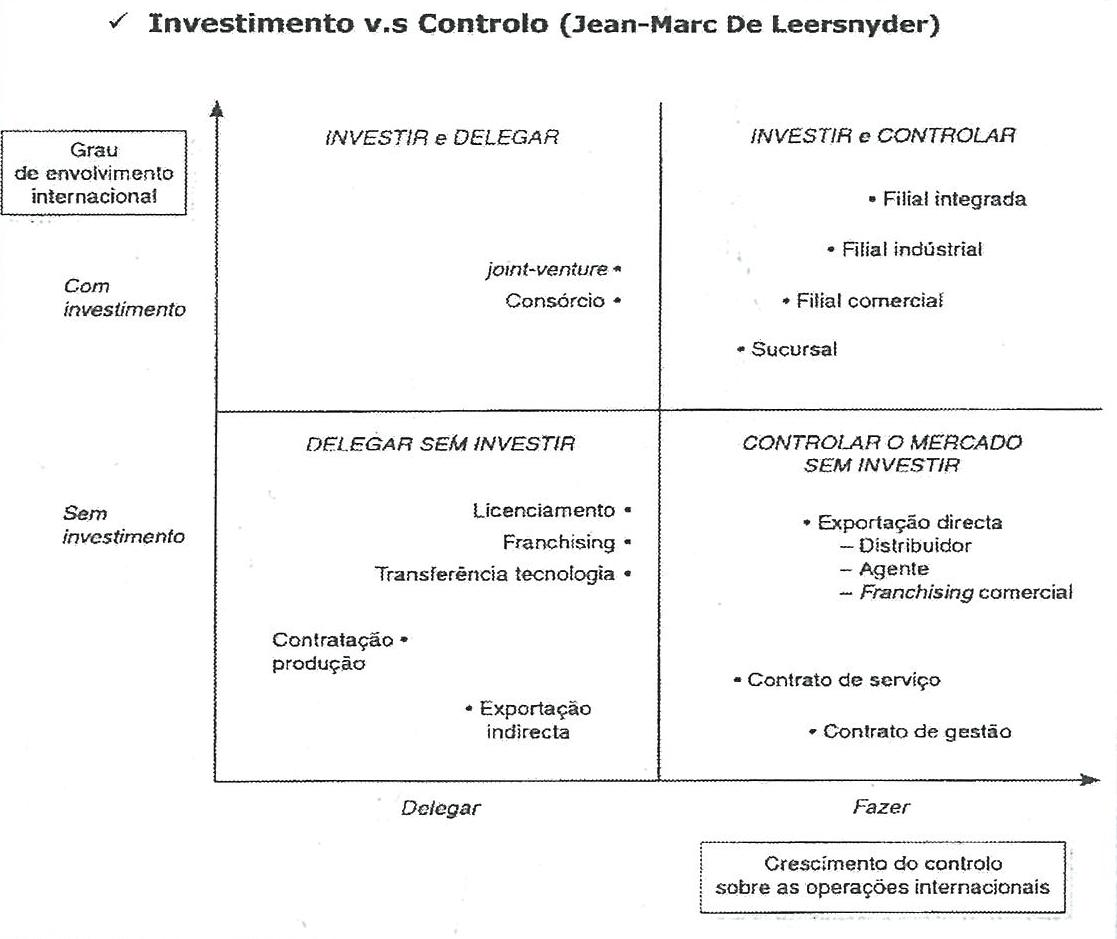 ✓ Investimento v.s Controlo (Jean-Marc De Leersnyder)
Grau
de envolvimento
internacional
INVESTIR e DELEGAR
INVESTIR e CONTROLAR
• Filial integrada
• Filial indústrial
joint-venture •
Consórcio •
• Filial comercial
• Sucursal
Com
investimento
DELEGAR SEM INVESTIR
CONTROLAR O MERCADO
SEM INVESTIR
Sem
investimento
Licenciamento •
Franchising •
Transferência tecnologia •
Contratação •
produção
• Exportação
indirecta
• Exportação directa
– Distribuidor
– Agente
– Franchising comercial
• Contrato de serviço
• Contrato de gestão
Delegar
Fazer
Crescimento do controlo
sobre as operações internacionais